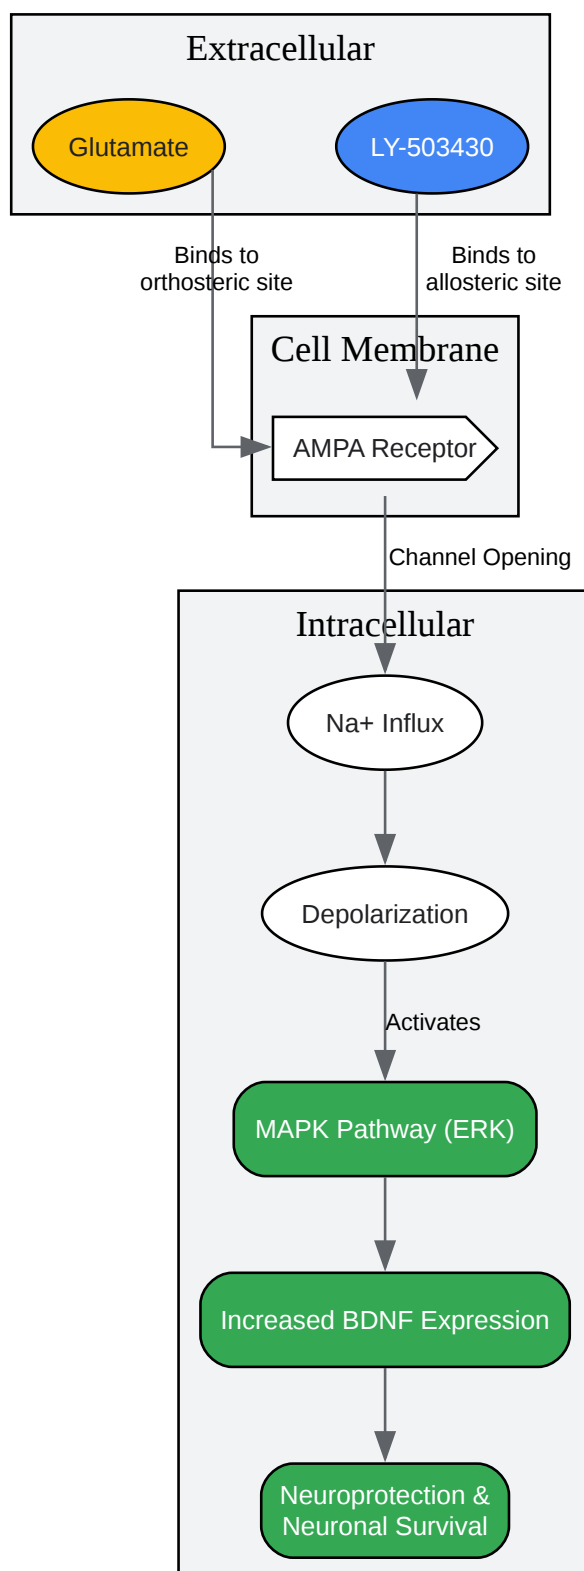 Extracellular
Glutamate
LY-503430
Binds to
orthosteric site
Binds to
allosteric site
Cell Membrane
AMPA Receptor
Channel Opening
Intracellular
Na+ Influx
Depolarization
Activates
MAPK Pathway (ERK)
Increased BDNF Expression
Neuroprotection &
Neuronal Survival